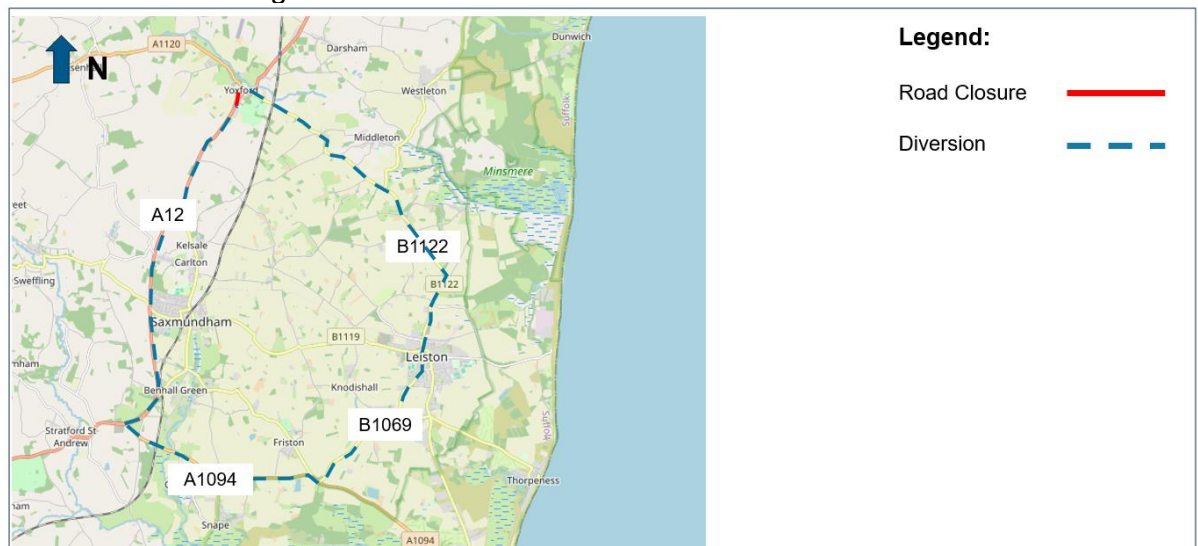 Legend:
Road Closure
Diversion
N
A1120
Darsham
Dunwich
Yoxford
Westleton
Suffolk
Middleton
Minsmere
A12
Kelsale
Carlton
B1122
B1122
Sweffling
Saxmundham
B1119
Leiston
Benhall Green
Knodishall
Stratford St
Andrew
B1069
Friston
Suffolk
A1094
Thorpeness
Snape
A1094